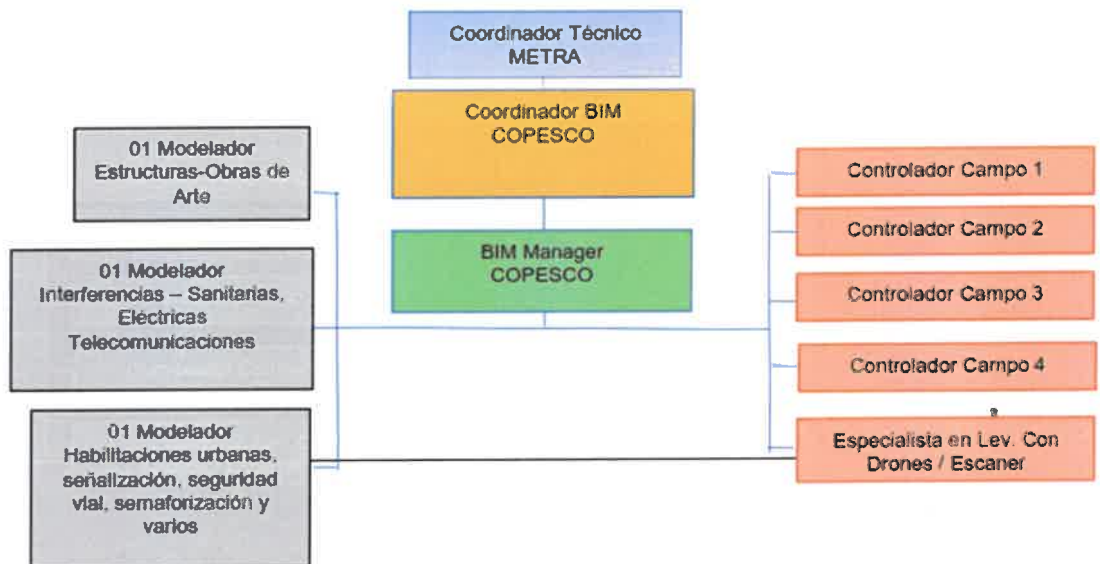 Coordinador Técnico
METRA
Coordinador BIM
COPESCO
BIM Manager
COPESCO
01 Modelador
Estructuras-Obras de
Arte
01 Modelador
Interferencias – Sanitarias,
Eléctricas
Telecomunicaciones
01 Modelador
Habilitaciones urbanas,
señalización, seguridad
vial, semaforización y
varios
Controlador Campo 1
Controlador Campo 2
Controlador Campo 3
Controlador Campo 4
Especialista en Lev. Con
Drones / Escaner